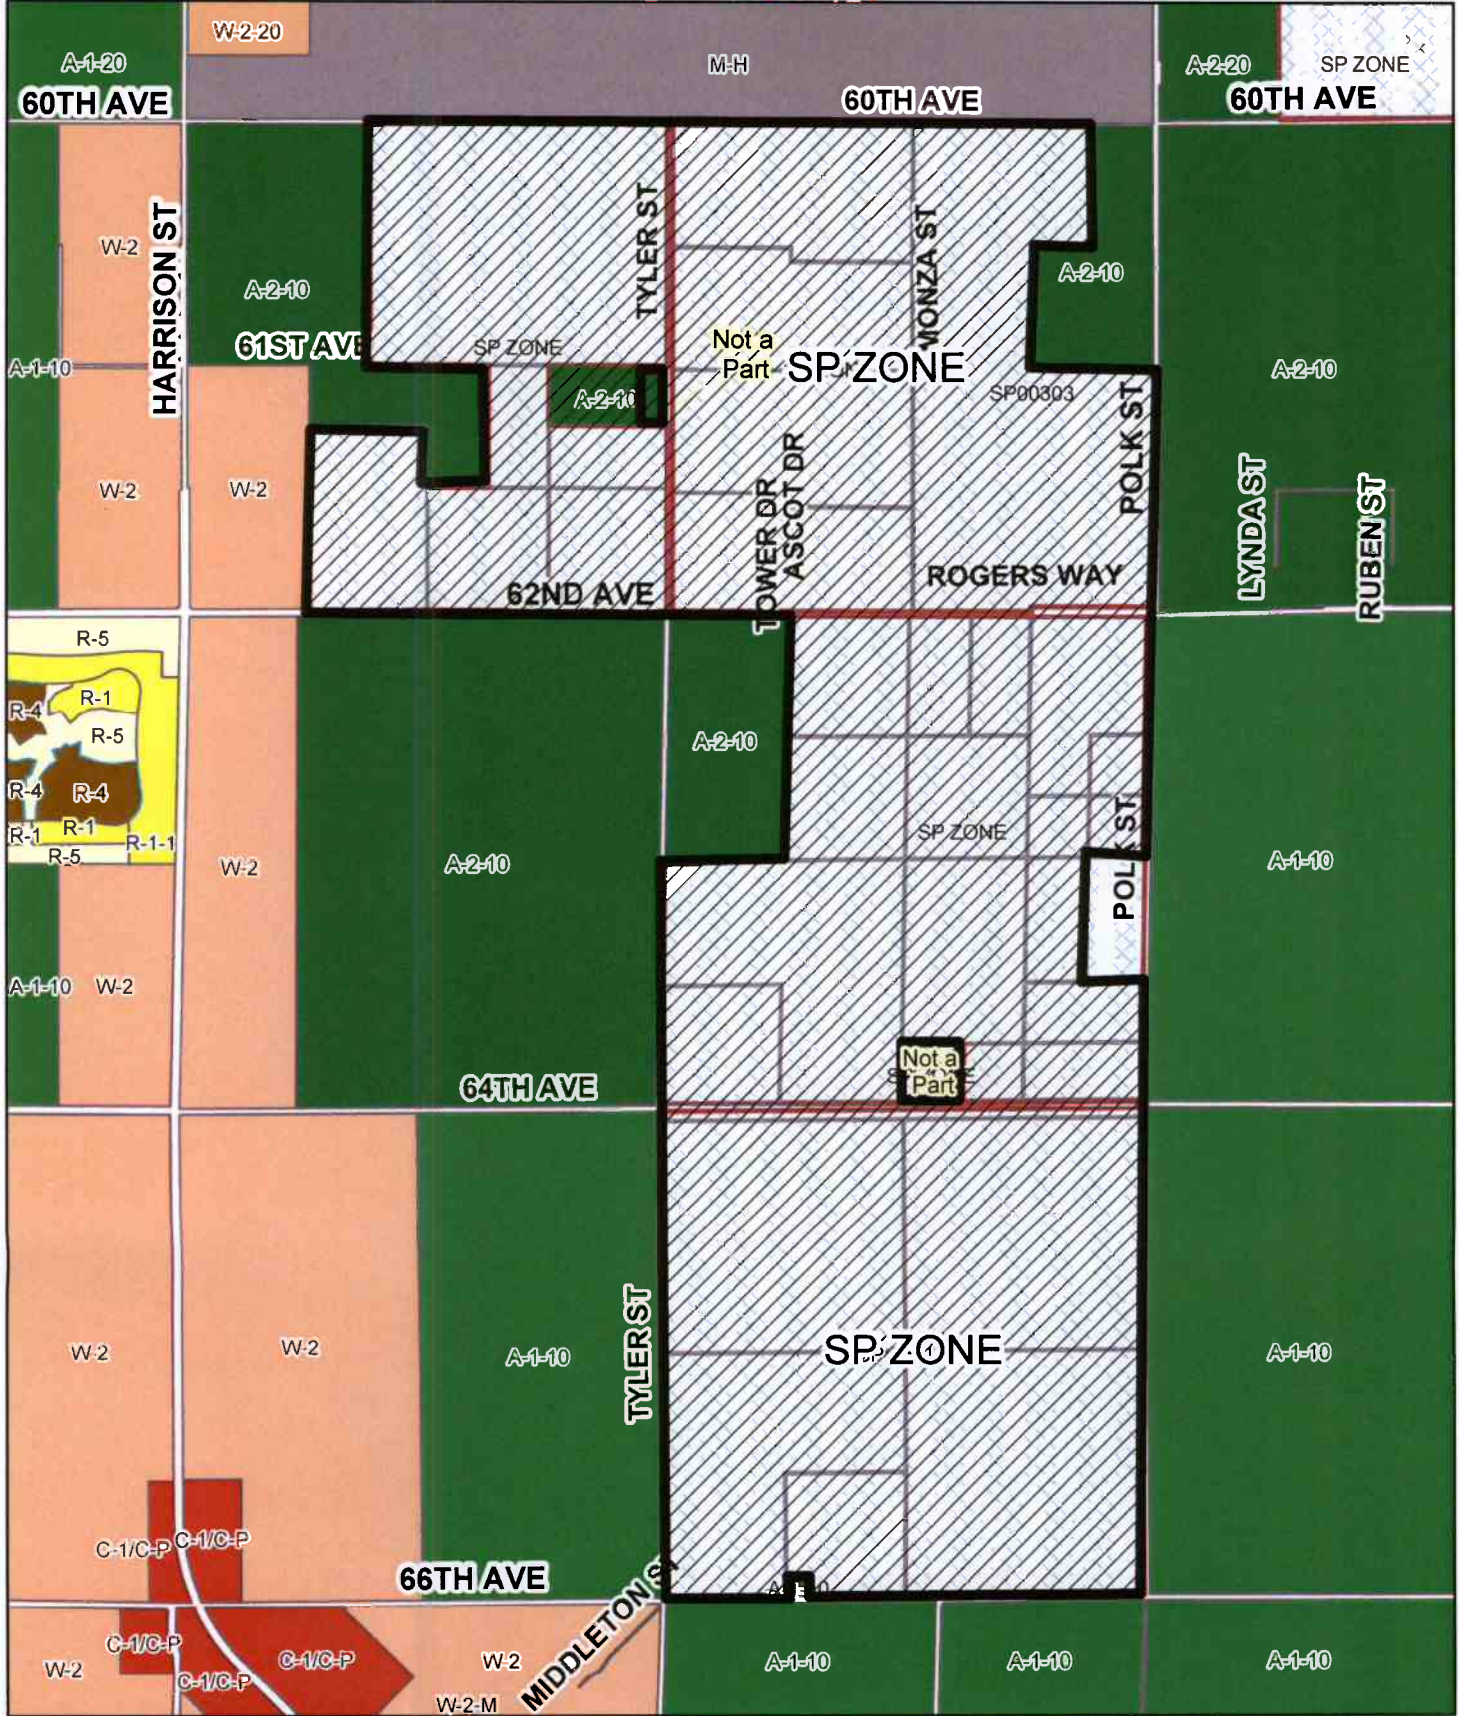 W-2-20
A-1-20
M-H
A-2-20
SP ZONE
60TH AVE
60TH AVE
60TH AVE
W-2
HARRISON ST
A-2-10
TYLER ST
MONZA ST
A-2-10
61ST AVE
SP ZONE
Not a
Part
SP ZONE
A-1-10
A-2-10
SP00303
A-2-10
POLK ST
W-2
W-2
TOWER DR
ASCOT DR
LYNDA ST
RUBEN ST
62ND AVE
ROGERS WAY
R-5
R-1
R-4
R-5
A-2-10
R-4
R-4
R-1
R-1
R-1-1
R-5
SP ZONE
POLK ST
W-2
A-2-10
A-1-10
A-1-10
W-2
Not a
Part
64TH AVE
W-2
W-2
A-1-10
TYLER ST
SP ZONE
A-1-10
C-1/C-P
C-1/C-P
66TH AVE
MIDDLETON ST
C-1/C-P
C-1/C-P
C-1/C-P
W-2
W-2
W-2-M
A-1-10
A-1-10
A-1-10